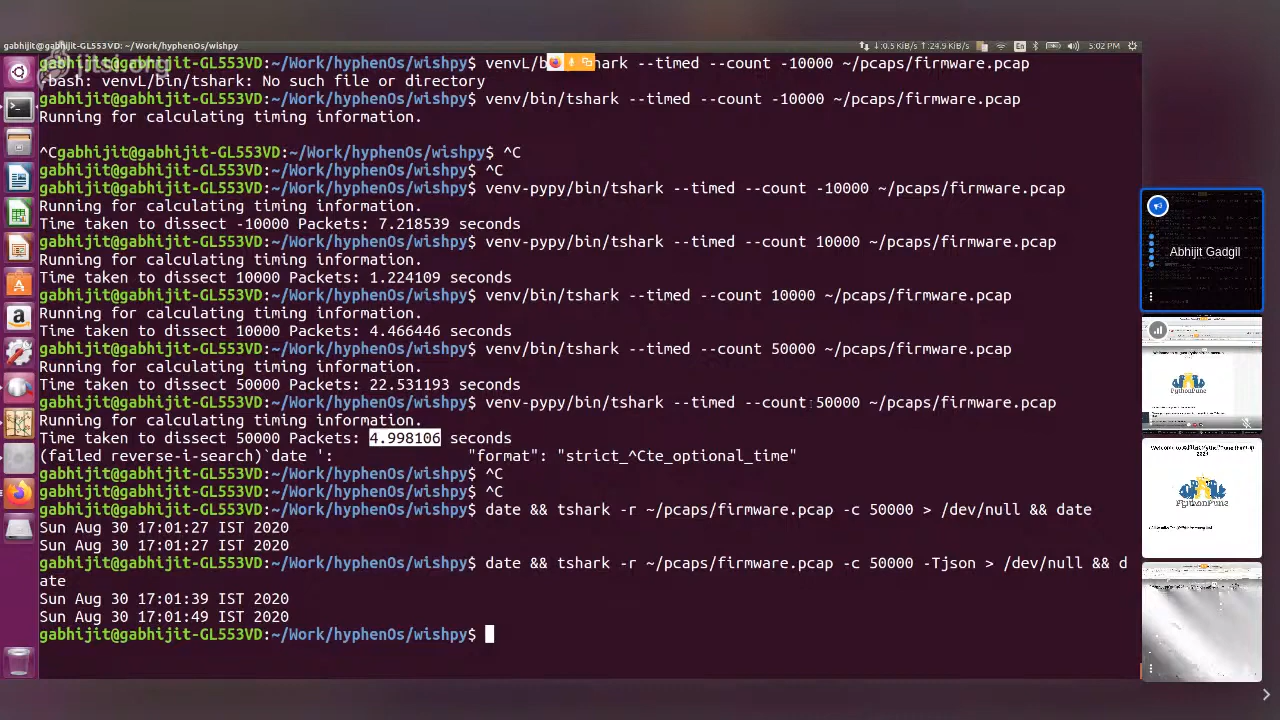 gabhijit@gabhijit-GL553VD: ~/Work/hyphenOs/wishpy
↓:0.5 KiB/s ↑:24.9 KiB/s En 5:02 PM
jitsi.org
gabhijit@gabhijit-GL553VD:~/Work/hyphenOs/wishpy$ venvL/b hark --timed --count -10000 ~/pcaps/firmware.pcap
-bash: venvL/bin/tshark: No such file or directory
gabhijit@gabhijit-GL553VD:~/Work/hyphenOs/wishpy$ venv/bin/tshark --timed --count -10000 ~/pcaps/firmware.pcap
Running for calculating timing information.
^Cgabhijit@gabhijit-GL553VD:~/Work/hyphenOs/wishpy$ ^C
gabhijit@gabhijit-GL553VD:~/Work/hyphenOs/wishpy$ ^C
gabhijit@gabhijit-GL553VD:~/Work/hyphenOs/wishpy$ venv-pypy/bin/tshark --timed --count -10000 ~/pcaps/firmware.pcap
Running for calculating timing information.
Time taken to dissect -10000 Packets: 7.218539 seconds
gabhijit@gabhijit-GL553VD:~/Work/hyphenOs/wishpy$ venv-pypy/bin/tshark --timed --count 10000 ~/pcaps/firmware.pcap
Running for calculating timing information.
Time taken to dissect 10000 Packets: 1.224109 seconds
gabhijit@gabhijit-GL553VD:~/Work/hyphenOs/wishpy$ venv/bin/tshark --timed --count 10000 ~/pcaps/firmware.pcap
Running for calculating timing information.
Time taken to dissect 10000 Packets: 4.466446 seconds
gabhijit@gabhijit-GL553VD:~/Work/hyphenOs/wishpy$ venv/bin/tshark --timed --count 50000 ~/pcaps/firmware.pcap
Running for calculating timing information.
Time taken to dissect 50000 Packets: 22.531193 seconds
gabhijit@gabhijit-GL553VD:~/Work/hyphenOs/wishpy$ venv-pypy/bin/tshark --timed --count 50000 ~/pcaps/firmware.pcap
Running for calculating timing information.
Time taken to dissect 50000 Packets: 4.998106 seconds
(failed reverse-i-search)`date ': "format": "strict_^Cte_optional_time"
gabhijit@gabhijit-GL553VD:~/Work/hyphenOs/wishpy$ ^C
gabhijit@gabhijit-GL553VD:~/Work/hyphenOs/wishpy$ ^C
gabhijit@gabhijit-GL553VD:~/Work/hyphenOs/wishpy$ date && tshark -r ~/pcaps/firmware.pcap -c 50000 > /dev/null && date
Sun Aug 30 17:01:27 IST 2020
Sun Aug 30 17:01:27 IST 2020
gabhijit@gabhijit-GL553VD:~/Work/hyphenOs/wishpy$ date && tshark -r ~/pcaps/firmware.pcap -c 50000 -Tjson > /dev/null && d
ate
Sun Aug 30 17:01:39 IST 2020
Sun Aug 30 17:01:49 IST 2020
gabhijit@gabhijit-GL553VD:~/Work/hyphenOs/wishpy$
Abhijit Gadgil
PythonPune
PythonPune